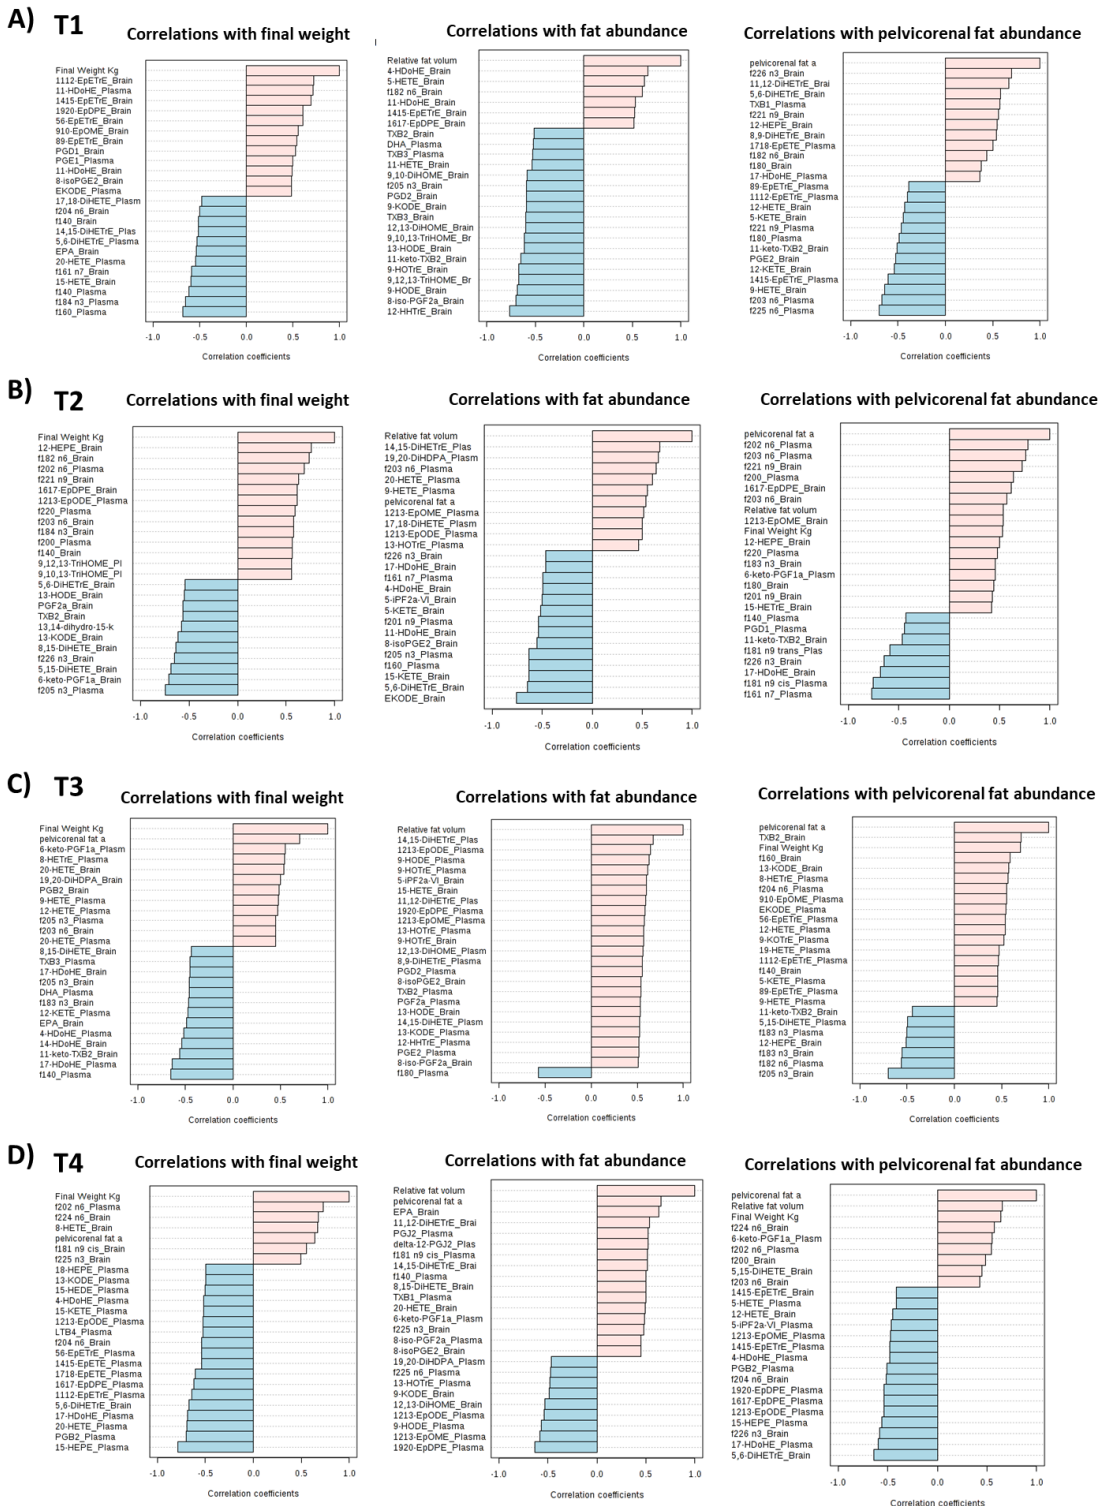 A) T1
Correlations with final weight
Final Weight Kg
1112-EpETrE_Brain
11-HDoHE_Plasma
1415-EpETrE_Brain
1920-EpDPE_Brain
56-EpETrE_Brain
910-EpOME_Brain
89-EpETrE_Brain
PGD1_Brain
PGE1_Plasma
11-HDoHE_Brain
8-isoPGE2_Brain
EKODE_Plasma
17,18-DiHETE_Plasm
f204 n6_Brain
f140_Brain
14,15-DiHETrE_Plas
5,6-DiHETrE_Plasma
EPA_Brain
20-HETE_Plasma
f161 n7_Brain
15-HETE_Brain
f140_Plasma
f184 n3_Plasma
f160_Plasma
-1.0 -0.5 0.0 0.5 1.0
Correlation coefficients
Correlations with fat abundance
Relative fat volum
4-HDoHE_Brain
5-HETE_Brain
f182 n6_Brain
11-HDoHE_Brain
1415-EpETrE_Brain
1617-EpDPE_Brain
TXB2_Brain
DHA_Plasma
TXB3_Plasma
11-HETE_Brain
9,10-DiHOME_Brain
f205 n3_Brain
PGD2_Brain
9-KODE_Brain
TXB3_Brain
12,13-DiHOME_Brain
9,10,13-TriHOME_Br
13-HODE_Brain
11-keto-TXB2_Brain
9-HOTrE_Brain
9,12,13-TriHOME_Br
9-HODE_Brain
8-iso-PGF2a_Brain
12-HHTrE_Brain
-1.0 -0.5 0.0 0.5 1.0
Correlation coefficients
Correlations with pelvicorenal fat abundance
pelvicorenal fat a
f226 n3_Brain
11,12-DiHETrE_Brai
5,6-DiHETrE_Brain
TXB1_Plasma
f221 n9_Brain
12-HEPE_Brain
8,9-DiHETrE_Brain
1718-EpETE_Plasma
f182 n6_Brain
f180_Brain
17-HDoHE_Plasma
89-EpETrE_Plasma
1112-EpETrE_Plasma
12-HETE_Brain
5-KETE_Brain
f221 n9_Plasma
f180_Plasma
11-keto-TXB2_Brain
PGE2_Brain
12-KETE_Brain
1415-EpETrE_Plasma
9-HETE_Brain
f203 n6_Plasma
f225 n6_Plasma
-1.0 -0.5 0.0 0.5 1.0
Correlation coefficients
B) T2
Correlations with final weight
Final Weight Kg
12-HEPE_Brain
f182 n6_Brain
f202 n6_Plasma
f221 n9_Brain
1617-EpDPE_Brain
1213-EpODE_Plasma
f220_Plasma
f203 n6_Brain
f184 n3_Brain
f200_Plasma
f140_Brain
9,12,13-TriHOME_Pl
9,10,13-TriHOME_Pl
5,6-DiHETrE_Brain
13-HODE_Brain
PGF2a_Brain
TXB2_Brain
13,14-dihydro-15-k
13-KODE_Brain
8,15-DiHETE_Brain
f226 n3_Brain
5,15-DiHETE_Brain
6-keto-PGF1a_Brain
f205 n3_Plasma
-1.0 -0.5 0.0 0.5 1.0
Correlation coefficients
Correlations with fat abundance
Relative fat volum
14,15-DiHETrE_Plas
19,20-DiHDPA_Plasm
f203 n6_Plasma
20-HETE_Plasma
9-HETE_Plasma
pelvicorenal fat a
1213-EpOME_Plasma
17,18-DiHETE_Plasm
1213-EpODE_Plasma
13-HOTrE_Plasma
f226 n3_Brain
17-HDoHE_Brain
f161 n7_Plasma
4-HDoHE_Brain
5-iPF2a-VI_Brain
5-KETE_Brain
f201 n9_Plasma
11-HDoHE_Brain
8-isoPGE2_Brain
f205 n3_Plasma
f160_Plasma
15-KETE_Brain
5,6-DiHETrE_Brain
EKODE_Brain
-1.0 -0.5 0.0 0.5 1.0
Correlation coefficients
Correlations with pelvicorenal fat abundance
pelvicorenal fat a
f202 n6_Plasma
f203 n6_Plasma
f221 n9_Brain
f200_Plasma
1617-EpDPE_Brain
f203 n6_Brain
Relative fat volum
1213-EpOME_Brain
Final Weight Kg
12-HEPE_Brain
f220_Plasma
f183 n3_Brain
6-keto-PGF1a_Plasm
f180_Brain
f201 n9_Brain
15-HETrE_Brain
f140_Plasma
PGD1_Plasma
11-keto-TXB2_Brain
f181 n9 trans_Plas
f226 n3_Brain
17-HDoHE_Brain
f181 n9 cis_Plasma
f161 n7_Plasma
-1.0 -0.5 0.0 0.5 1.0
Correlation coefficients
C) T3
Correlations with final weight
Final Weight Kg
pelvicorenal fat a
6-keto-PGF1a_Plasm
8-HETrE_Plasma
20-HETE_Brain
19,20-DiHDPA_Brain
PGB2_Brain
9-HETE_Plasma
12-HETE_Plasma
f205 n3_Plasma
f203 n6_Brain
20-HETE_Plasma
8,15-DiHETE_Brain
TXB3_Plasma
17-HDoHE_Brain
f205 n3_Brain
DHA_Plasma
f183 n3_Brain
12-KETE_Plasma
EPA_Brain
4-HDoHE_Plasma
14-HDoHE_Brain
11-keto-TXB2_Brain
17-HDoHE_Plasma
f140_Plasma
-1.0 -0.5 0.0 0.5 1.0
Correlation coefficients
Correlations with fat abundance
Relative fat volum
14,15-DiHETrE_Plas
1213-EpODE_Plasma
9-HODE_Plasma
9-HOTrE_Plasma
5-iPF2a-VI_Brain
15-HETE_Brain
11,12-DiHETrE_Plas
1920-EpDPE_Plasma
1213-EpOME_Plasma
13-HOTrE_Plasma
9-HOTrE_Brain
12,13-DiHOME_Plasm
8,9-DiHETrE_Plasma
PGD2_Plasma
8-isoPGE2_Brain
TXB2_Plasma
PGF2a_Plasma
13-HODE_Brain
14,15-DiHETE_Plasm
13-KODE_Plasma
12-HHTrE_Plasma
PGE2_Plasma
8-iso-PGF2a_Brain
f180_Plasma
-1.0 -0.5 0.0 0.5 1.0
Correlation coefficients
Correlations with pelvicorenal fat abundance
pelvicorenal fat a
TXB2_Brain
Final Weight Kg
f160_Brain
13-KODE_Brain
8-HETrE_Plasma
f204 n6_Plasma
910-EpOME_Plasma
EKODE_Plasma
56-EpETrE_Plasma
12-HETE_Plasma
9-KOTrE_Plasma
19-HETE_Plasma
1112-EpETrE_Plasma
f140_Brain
5-KETE_Plasma
89-EpETrE_Plasma
9-HETE_Plasma
11-keto-TXB2_Brain
5,15-DiHETE_Plasma
f183 n3_Plasma
12-HEPE_Brain
f183 n3_Brain
f182 n6_Plasma
f205 n3_Brain
-1.0 -0.5 0.0 0.5 1.0
Correlation coefficients
D) T4
Correlations with final weight
Final Weight Kg
f202 n6_Plasma
f224 n6_Brain
8-HETE_Brain
pelvicorenal fat a
f181 n9 cis_Brain
f225 n3_Brain
18-HEPE_Plasma
13-KODE_Plasma
15-HEDE_Plasma
4-HDoHE_Plasma
15-KETE_Plasma
1213-EpODE_Plasma
LTB4_Plasma
f204 n6_Brain
56-EpETrE_Plasma
1415-EpETE_Plasma
1718-EpETE_Plasma
1617-EpDPE_Plasma
1112-EpETrE_Plasma
5,6-DiHETrE_Brain
17-HDoHE_Plasma
20-HETE_Plasma
PGB2_Plasma
15-HEPE_Plasma
-1.0 -0.5 0.0 0.5 1.0
Correlation coefficients
Correlations with fat abundance
Relative fat volum
pelvicorenal fat a
EPA_Brain
11,12-DiHETrE_Brai
PGJ2_Plasma
delta-12-PGJ2_Plas
f181 n9 cis_Plasma
14,15-DiHETrE_Brai
f140_Plasma
8,15-DiHETE_Brain
TXB1_Plasma
20-HETE_Brain
6-keto-PGF1a_Plasm
f225 n3_Brain
8-iso-PGF2a_Plasma
8-isoPGE2_Brain
19,20-DiHDPA_Plasm
f225 n6_Plasma
13-HOTrE_Plasma
9-KODE_Brain
12,13-DiHOME_Brain
1213-EpODE_Plasma
9-HODE_Plasma
1213-EpOME_Plasma
1920-EpDPE_Plasma
-1.0 -0.5 0.0 0.5 1.0
Correlation coefficients
Correlations with pelvicorenal fat abundance
pelvicorenal fat a
Relative fat volum
Final Weight Kg
f224 n6_Brain
6-keto-PGF1a_Plasm
f202 n6_Plasma
f200_Brain
5,15-DiHETE_Brain
f203 n6_Brain
1415-EpETrE_Brain
5-HETE_Plasma
12-HETE_Brain
5-iPF2a-VI_Plasma
1213-EpOME_Plasma
1415-EpETrE_Plasma
4-HDoHE_Plasma
PGB2_Plasma
f204 n6_Brain
1920-EpDPE_Plasma
1617-EpDPE_Plasma
1213-EpODE_Plasma
15-HEPE_Plasma
f226 n3_Brain
17-HDoHE_Plasma
5,6-DiHETrE_Brain
-1.0 -0.5 0.0 0.5 1.0
Correlation coefficients